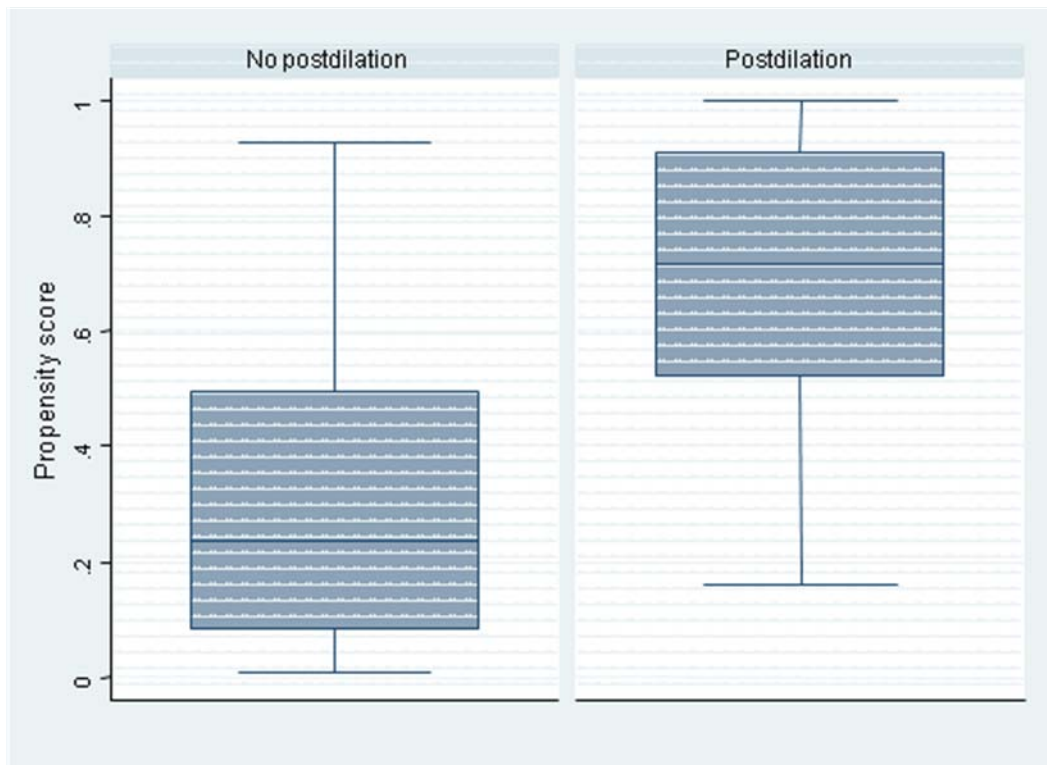 No postdilation
Postdilation
Propensity score
1
.8
.6
.4
.2
0